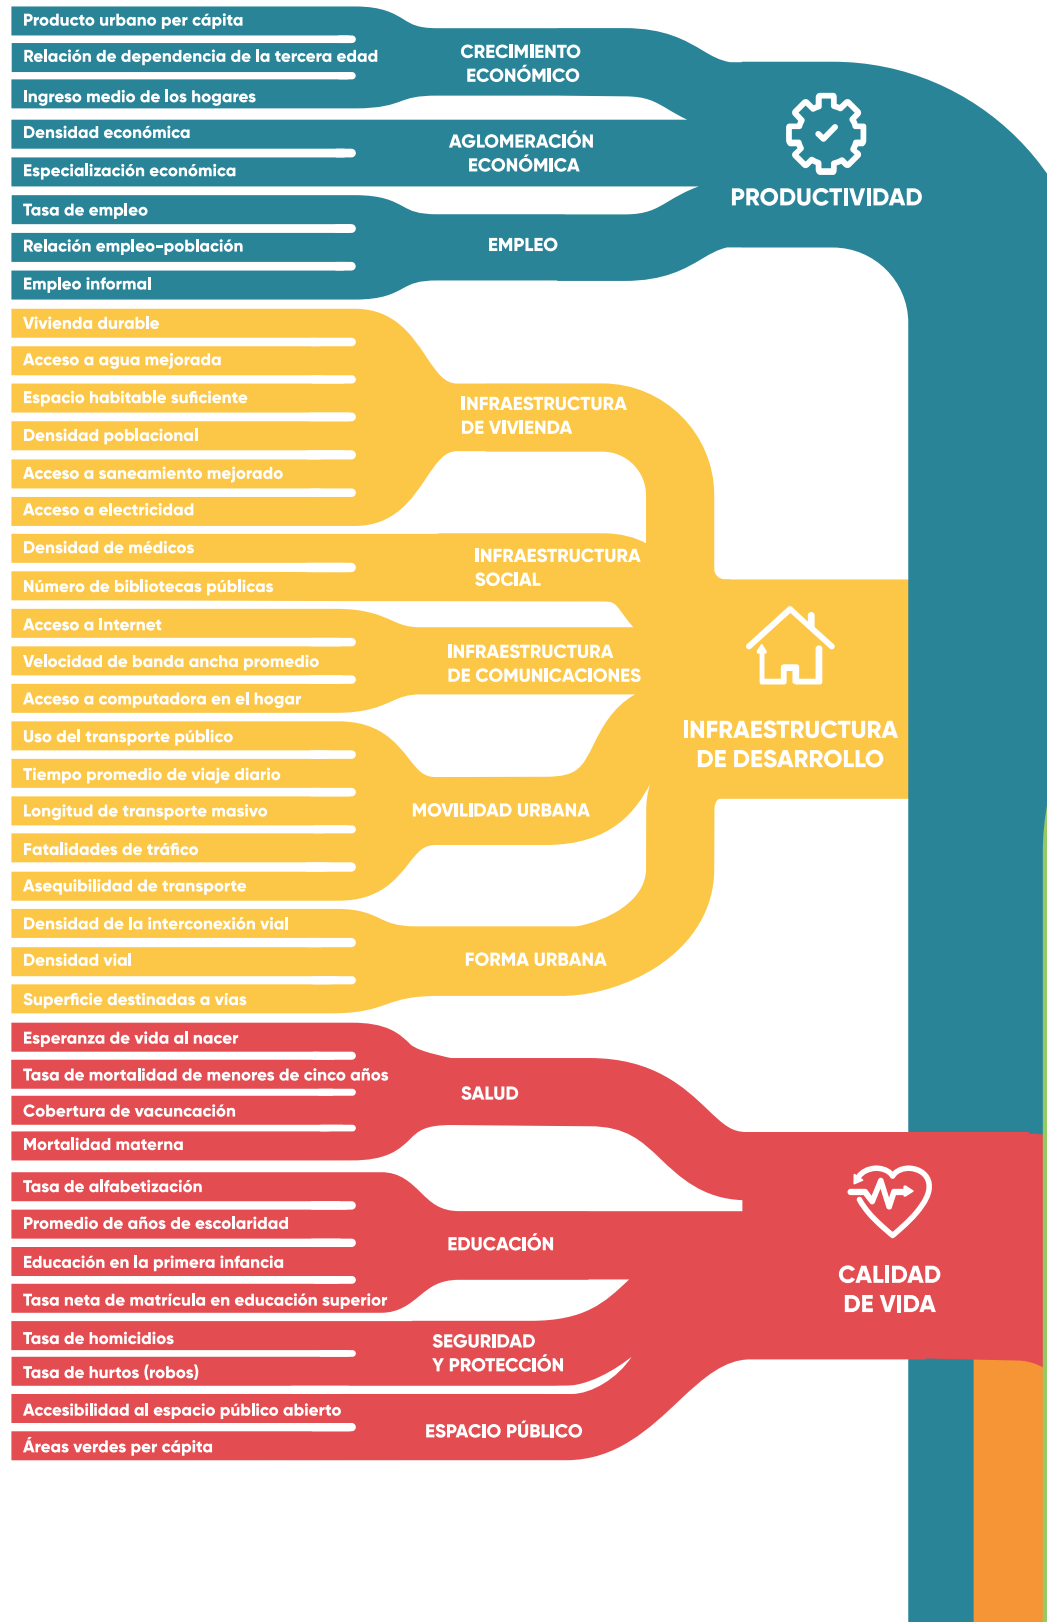 Producto urbano per cápita
Relación de dependencia de la tercera edad
Ingreso medio de los hogares
CRECIMIENTO
ECONÓMICO
Densidad económica
Especialización económica
AGLOMERACIÓN
ECONÓMICA
Tasa de empleo
Relación empleo-población
Empleo informal
EMPLEO
PRODUCTIVIDAD
Vivienda durable
Acceso a agua mejorada
Espacio habitable suficiente
Densidad poblacional
Acceso a saneamiento mejorado
Acceso a electricidad
INFRAESTRUCTURA
DE VIVIENDA
Densidad de médicos
Número de bibliotecas públicas
INFRAESTRUCTURA
SOCIAL
Acceso a Internet
Velocidad de banda ancha promedio
Acceso a computadora en el hogar
INFRAESTRUCTURA
DE COMUNICACIONES
Uso del transporte público
Tiempo promedio de viaje diario
Longitud de transporte masivo
Fatalidades de tráfico
Asequibilidad de transporte
MOVILIDAD URBANA
Densidad de la interconexión vial
Densidad vial
Superficie destinadas a vías
FORMA URBANA
INFRAESTRUCTURA
DE DESARROLLO
Esperanza de vida al nacer
Tasa de mortalidad de menores de cinco años
Cobertura de vacuncación
Mortalidad materna
SALUD
Tasa de alfabetización
Promedio de años de escolaridad
Educación en la primera infancia
Tasa neta de matrícula en educación superior
EDUCACIÓN
Tasa de homicidios
Tasa de hurtos (robos)
SEGURIDAD
Y PROTECCIÓN
Accesibilidad al espacio público abierto
Áreas verdes per cápita
ESPACIO PÚBLICO
CALIDAD
DE VIDA